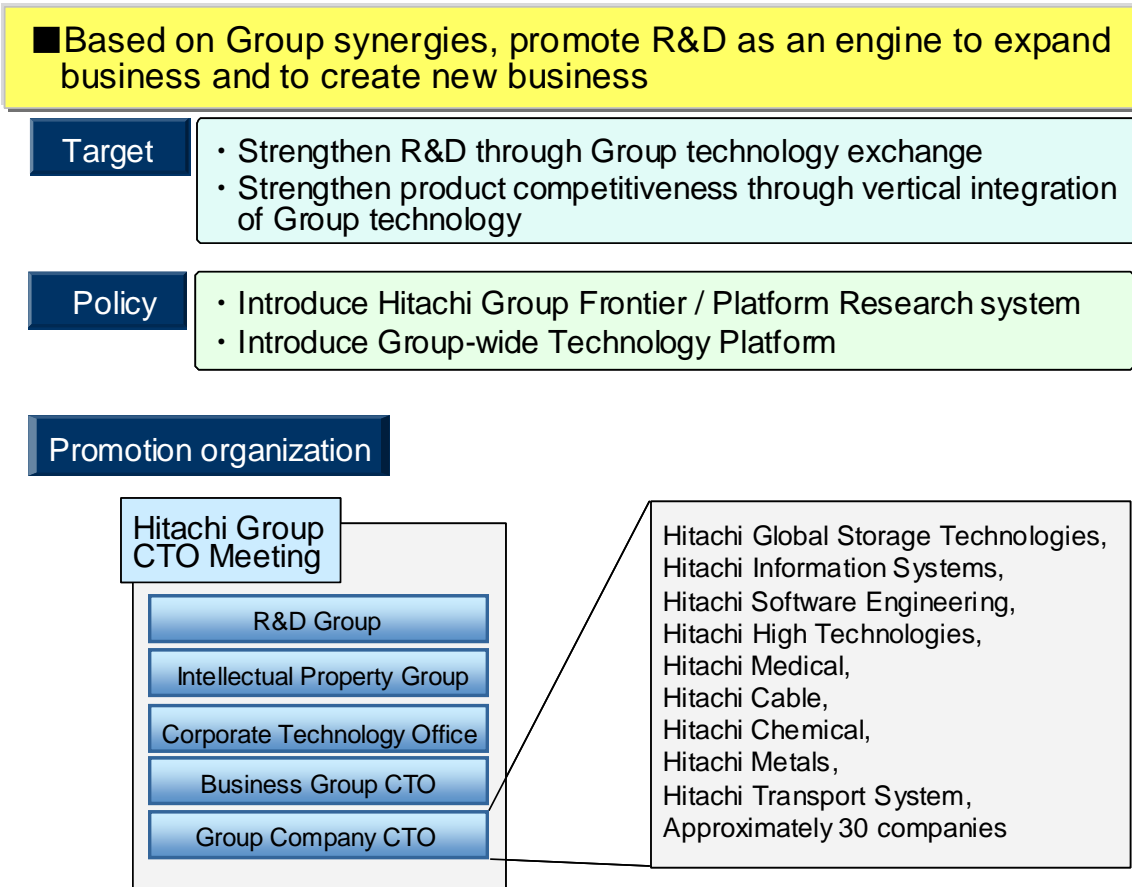 ■Based on Group synergies, promote R&D as an engine to expand
business and to create new business
Target
・Strengthen R&D through Group technology exchange
・Strengthen product competitiveness through vertical integration
of Group technology
Policy
・Introduce Hitachi Group Frontier / Platform Research system
・Introduce Group-wide Technology Platform
Promotion organization
Hitachi Group
CTO Meeting
R&D Group
Intellectual Property Group
Corporate Technology Office
Business Group CTO
Group Company CTO
Hitachi Global Storage Technologies,
Hitachi Information Systems,
Hitachi Software Engineering,
Hitachi High Technologies,
Hitachi Medical,
Hitachi Cable,
Hitachi Chemical,
Hitachi Metals,
Hitachi Transport System,
Approximately 30 companies